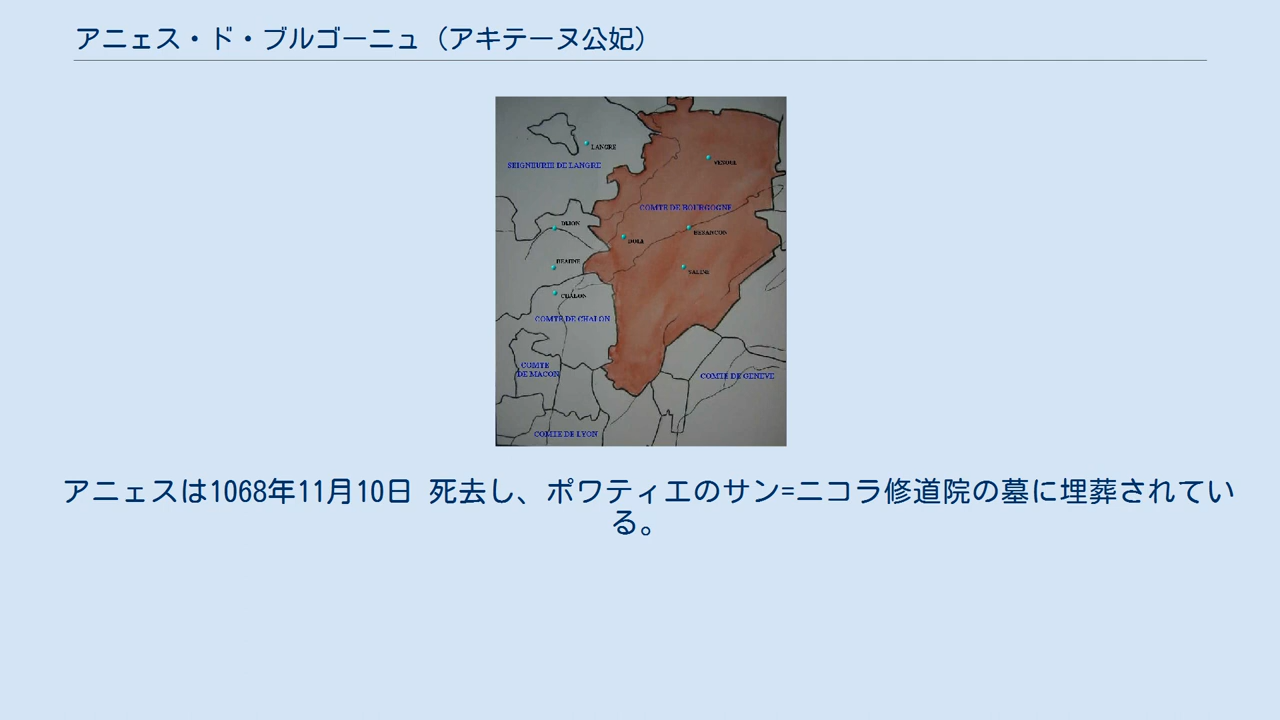 アニェス・ド・ブルゴーニュ（アキテーヌ公妃）
LANGRE
SEIGNEURIE DE LANGRE
VESOUL
COMTE DE BOURGOGNE
DIJON
DOLE
BESANCON
BEAUNE
SALINE
CHALON
COMTE DE CHALON
COMTE
DE MACON
COMTE DE GENEVE
COMTE DE LYON
アニェスは1068年11月10日 死去し、ポワティエのサン=ニコラ修道院の墓に埋葬されてい
る。